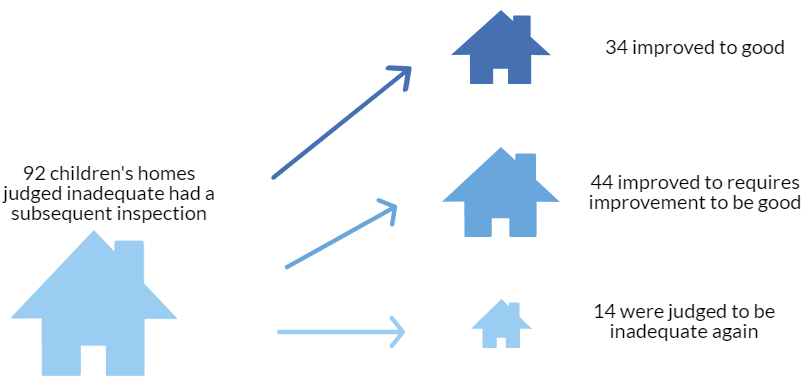 92 children's homes
judged inadequate had a
subsequent inspection
34 improved to good
44 improved to requires
improvement to be good
14 were judged to be
inadequate again